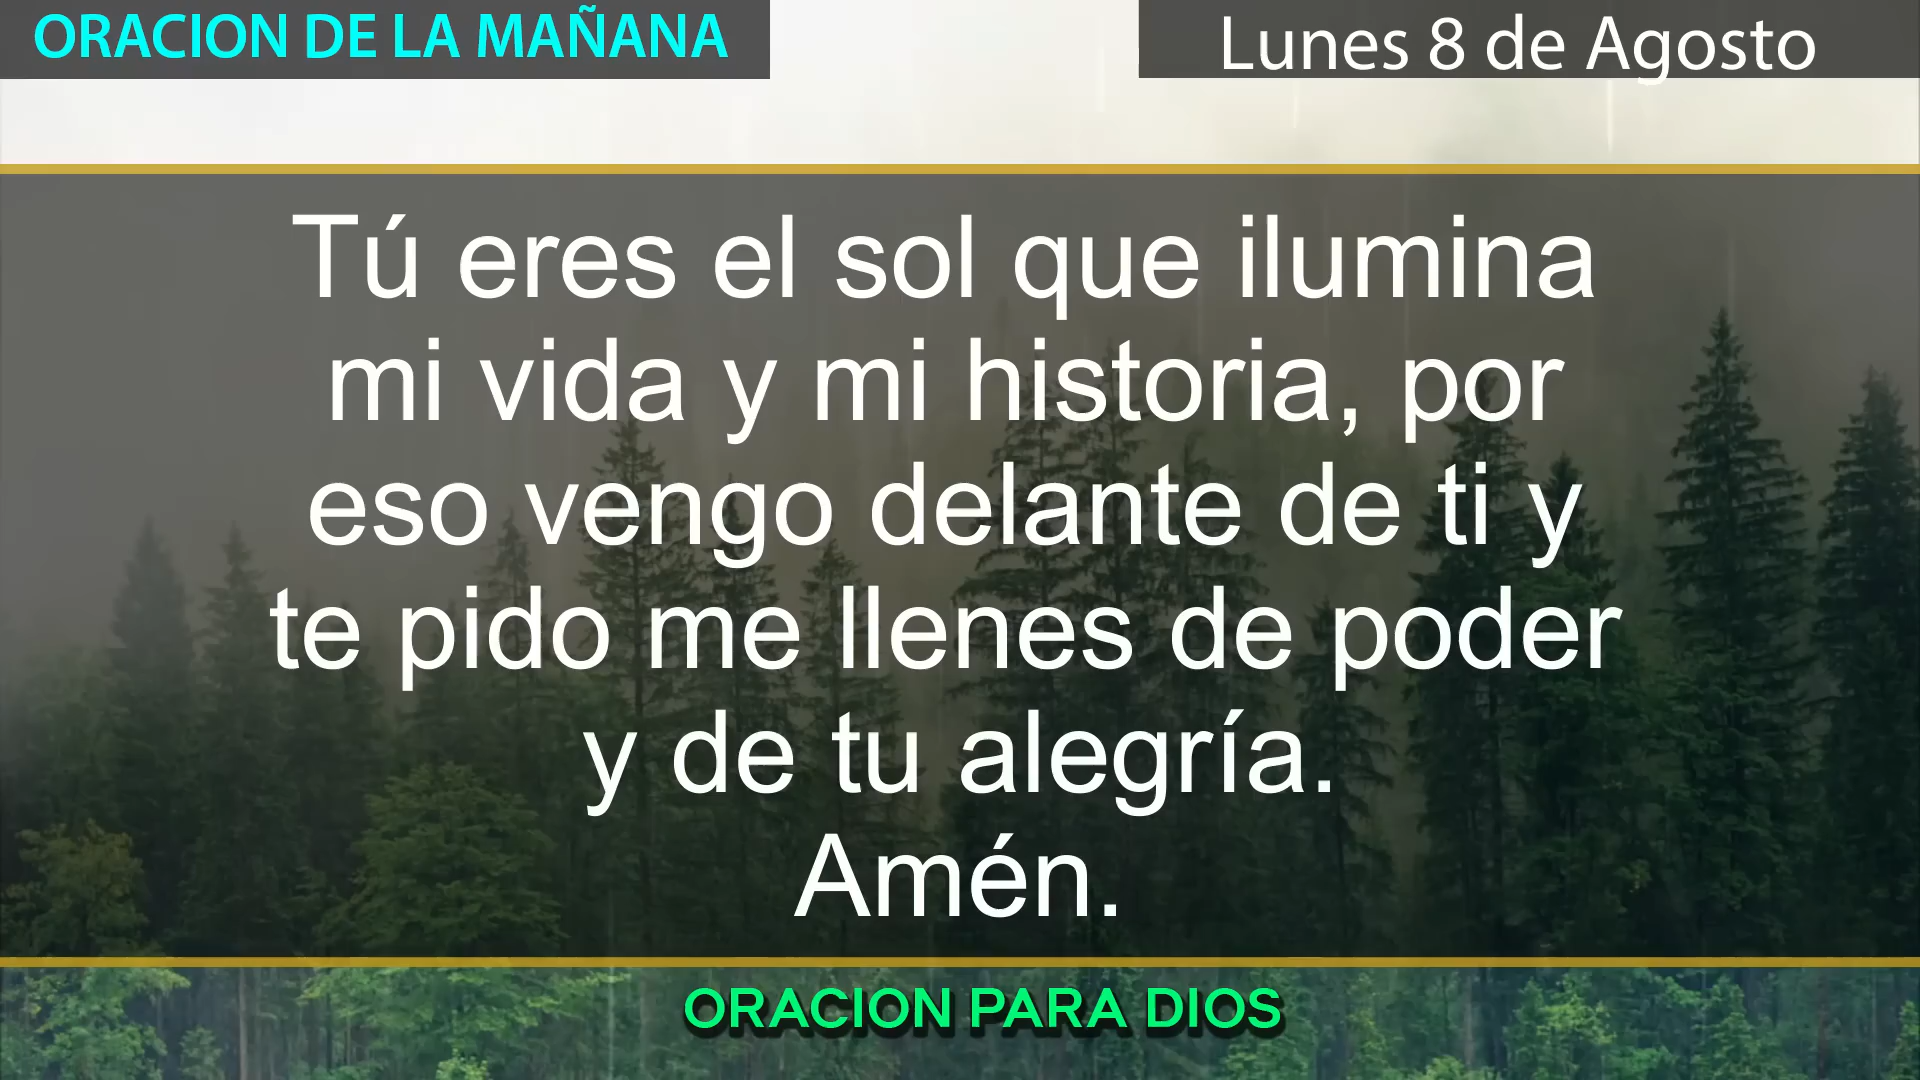 ORACION DE LA MAÑANA
Lunes 8 de Agosto
Tú eres el sol que ilumina
mi vida y mi historia, por
eso vengo delante de ti y
te pido me llenes de poder
y de tu alegría.
Amén.
ORACION PARA DIOS